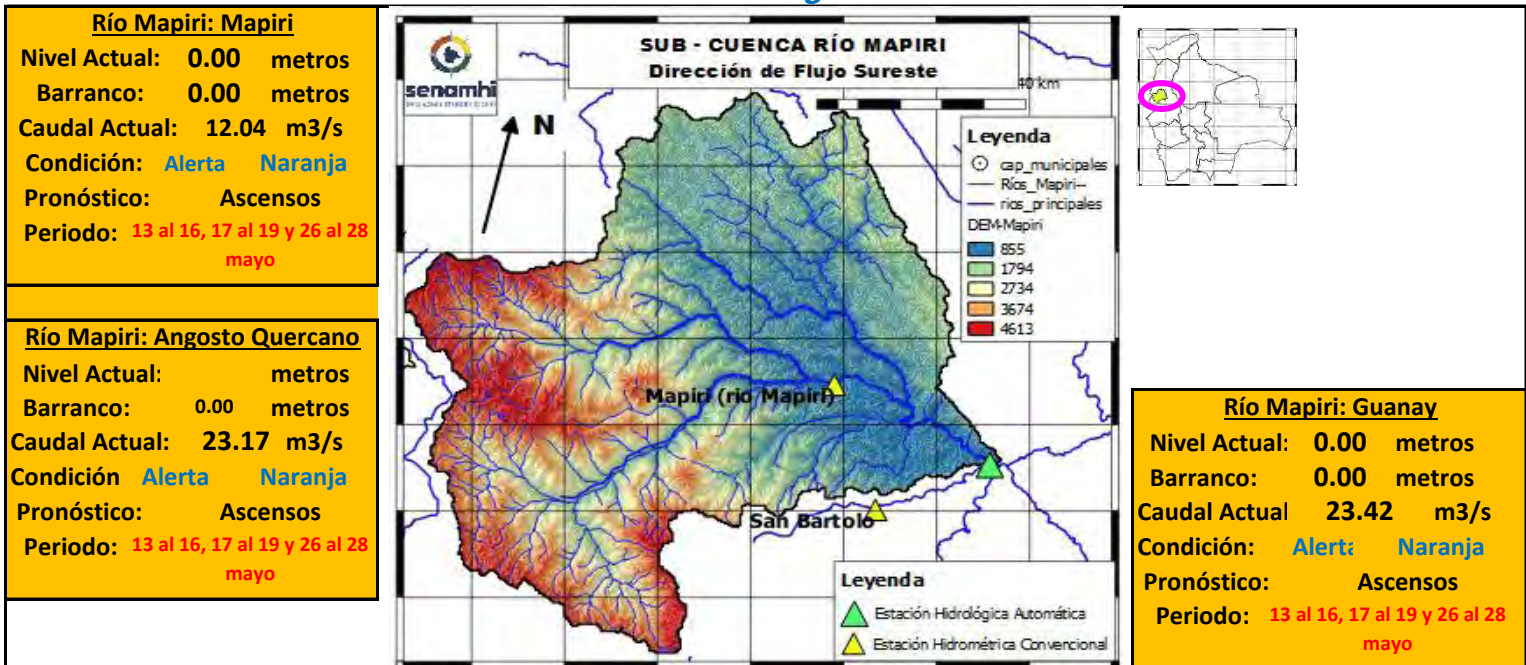 Río Mapiri: Mapiri
Nivel Actual: 0.00 metros
Barranco: 0.00 metros
Caudal Actual: 12.04 m3/s
Condición: Alerta Naranja
Pronóstico: Ascensos
Periodo: 13 al 16, 17 al 19 y 26 al 28
mayo
Río Mapiri: Angosto Quercano
Nivel Actual: metros
Barranco: 0.00 metros
Caudal Actual: 23.17 m3/s
Condición Alerta Naranja
Pronóstico: Ascensos
Periodo: 13 al 16, 17 al 19 y 26 al 28
mayo
senamhi
SUB - CUENCA RÍO MAPIRI
Dirección de Flujo Sureste
40 km
N
Leyenda
cap_municipales
Ríos_Mapiri--
rios_principales
DEM-Mapiri
855
1794
2734
3674
4613
Mapiri (rio Mapiri)
San Bartolo
Leyenda
Estación Hidrológica Automática
Estación Hidrométrica Convencional
Río Mapiri: Guanay
Nivel Actual: 0.00 metros
Barranco: 0.00 metros
Caudal Actual 23.42 m3/s
Condición: Alerta Naranja
Pronóstico: Ascensos
Periodo: 13 al 16, 17 al 19 y 26 al 28
mayo